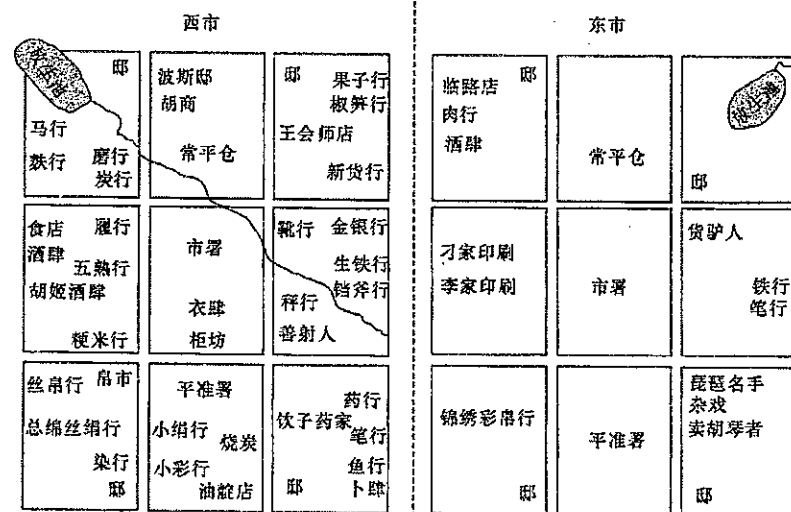 西市
邸
马行
麸行
磨行
炭行
波斯邸
胡商
常平仓
邸
果子行
椒笋行
王会师店
新货行
食店
履行
酒肆
五熟行
胡姬酒肆
粳米行
市署
衣肆
柜坊
靴行
金银行
生铁行
铛斧行
秤行
善射人
丝帛行
帛市
总绵丝绢行
染行
邸
平准署
小绢行
烧炭
小彩行
油靛店
药行
饮子药家
笔行
鱼行
邸
卜肆
东市
临路店
邸
肉行
酒肆
常平仓
邸
刁家印刷
李家印刷
市署
赁驴人
铁行
笔行
锦绣彩帛行
邸
平准署
琵琶名手
杂戏
卖胡琴者
邸